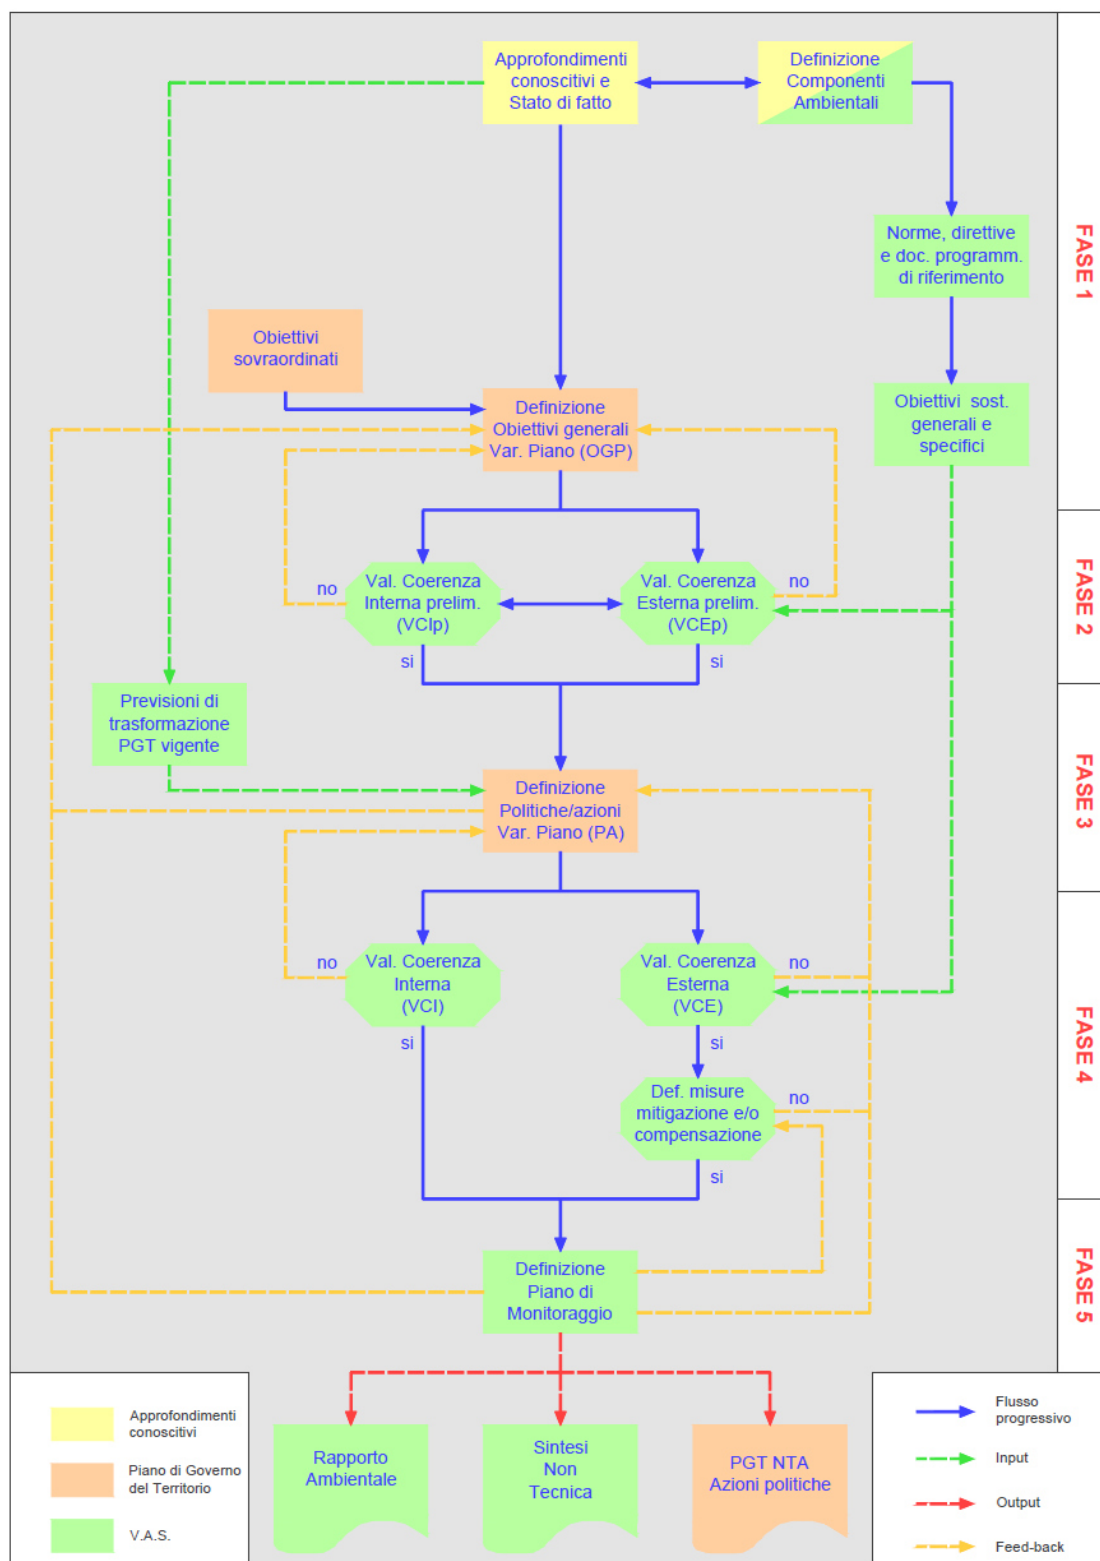 Approfondimenti
conoscitivi e
Stato di fatto
Definizione
Componenti
Ambientali
FASE 1
Norme, direttive
e doc. programm.
di riferimento
Obiettivi
sovraordinati
Definizione
Obiettivi generali
Var. Piano (OGP)
Obiettivi sost.
generali e
specifici
FASE 2
no
Val. Coerenza
Interna prelim.
(VCIp)
si
Val. Coerenza
Esterna prelim.
(VCEp)
no
si
Previsioni di
trasformazione
PGT vigente
FASE 3
Definizione
Politiche/azioni
Var. Piano (PA)
FASE 4
no
Val. Coerenza
Interna
(VCI)
si
Val. Coerenza
Esterna
(VCE)
no
si
Def. misure
mitigazione e/o
compensazione
no
si
FASE 5
Definizione
Piano di
Monitoraggio
Approfondimenti
conoscitivi
Piano di Governo
del Territorio
V.A.S.
Rapporto
Ambientale
Sintesi
Non
Tecnica
PGT NTA
Azioni politiche
Flusso
progressivo
Input
Output
Feed-back